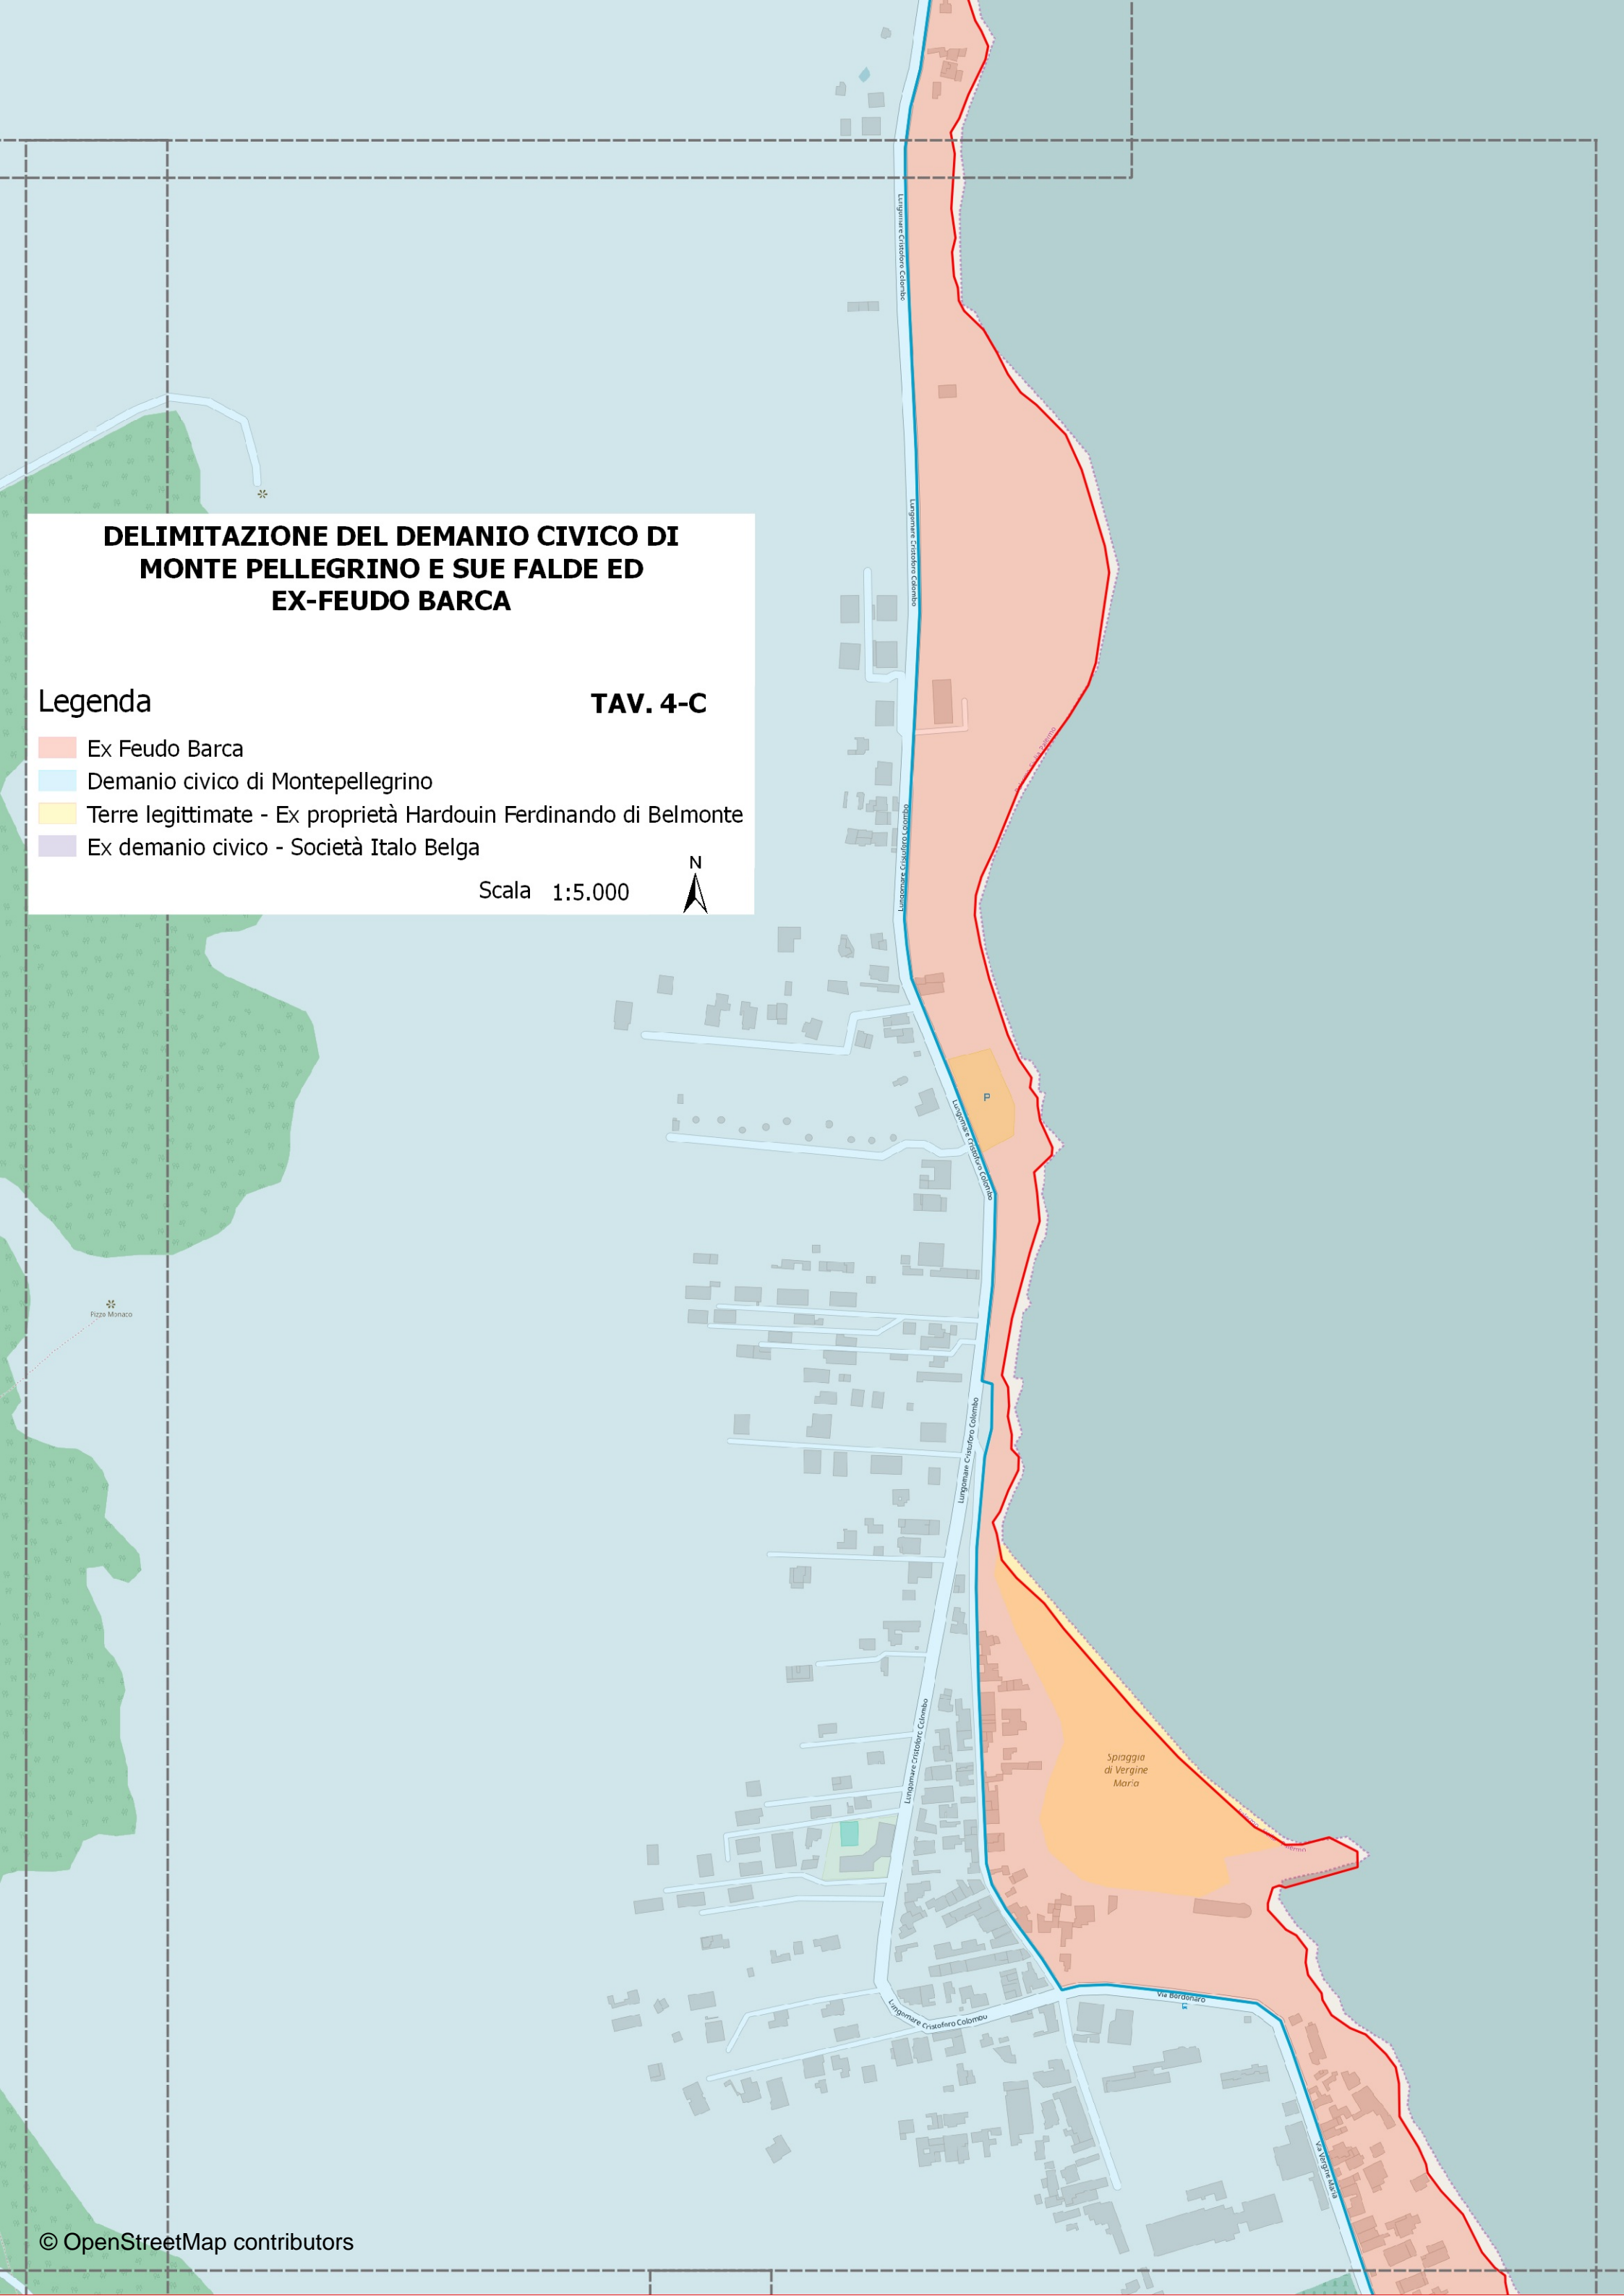 Lungomare Cristoforo Colombo
Lungomare Cristoforo Colombo
DELIMITAZIONE DEL DEMANIO CIVICO DI
MONTE PELLEGRINO E SUE FALDE ED
EX-FEUDO BARCA
Legenda
TAV. 4-C
Ex Feudo Barca
Demanio civico di Montepellegrino
Terre legittimate - Ex proprietà Hardouin Ferdinando di Belmonte
Ex demanio civico - Società Italo Belga
Scala 1:5.000
N
Lungomare Cristoforo Colombo
P
Lungomare Cristoforo Colombo
Pizzo Monaco
Lungomare Cristoforo Colombo
Lungomare Cristoforo Colombo
Spiaggia
di Vergine
Maria
Lungomare Cristoforo Colombo
Via Bordonaro
Via Vergine Maria
© OpenStreetMap contributors